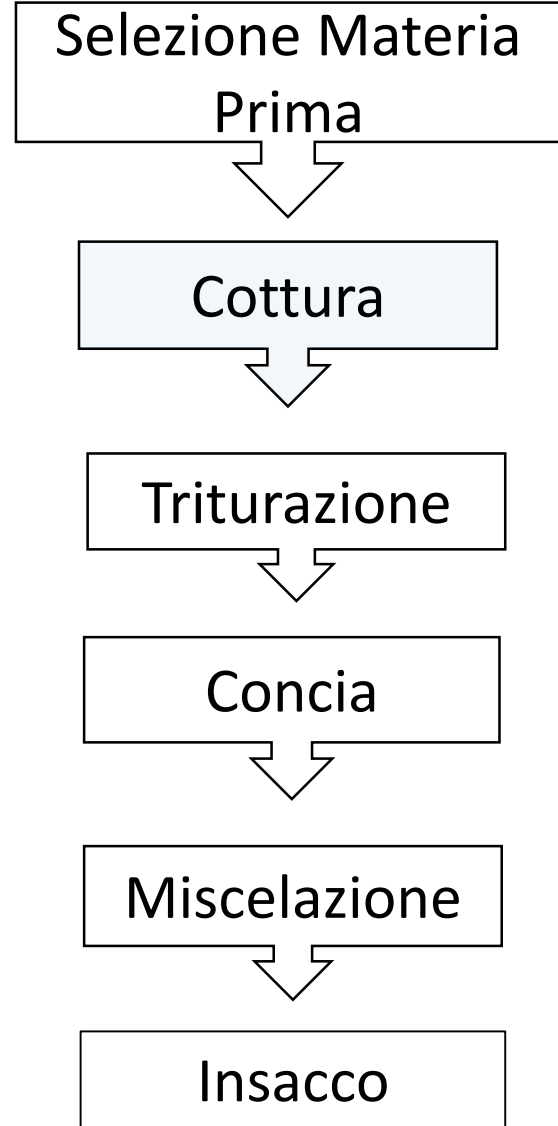 Selezione Materia
Prima
Cottura
Triturazione
Concia
Miscelazione
Insacco